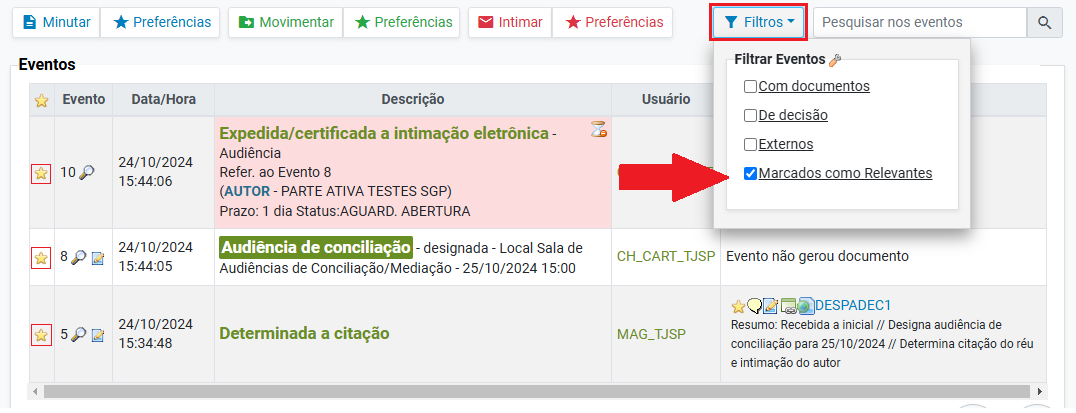 Minutar Preferências Movimentar Preferências Intimar Preferências Filtros Pesquisar nos eventos
Eventos
Filtrar Eventos
Com documentos
De decisão
Externos
Marcados como Relevantes
Evento Data/Hora Descrição Usuário
10
24/10/2024
15:44:06
Expedida/certificada a intimação eletrônica -
Audiência
Refer. ao Evento 8
(AUTOR - PARTE ATIVA TESTES SGP)
Prazo: 1 dia Status:AGUARD. ABERTURA
8
24/10/2024
15:44:05
Audiência de conciliação - designada - Local Sala de
Audiências de Conciliação/Mediação - 25/10/2024 15:00
CH_CART_TJSP
Evento não gerou documento
5
24/10/2024
15:34:48
Determinada a citação
MAG_TJSP
DESPADEC1
Resumo: Recebida a inicial // Designa audiência de
conciliação para 25/10/2024 // Determina citação do réu
e intimação do autor